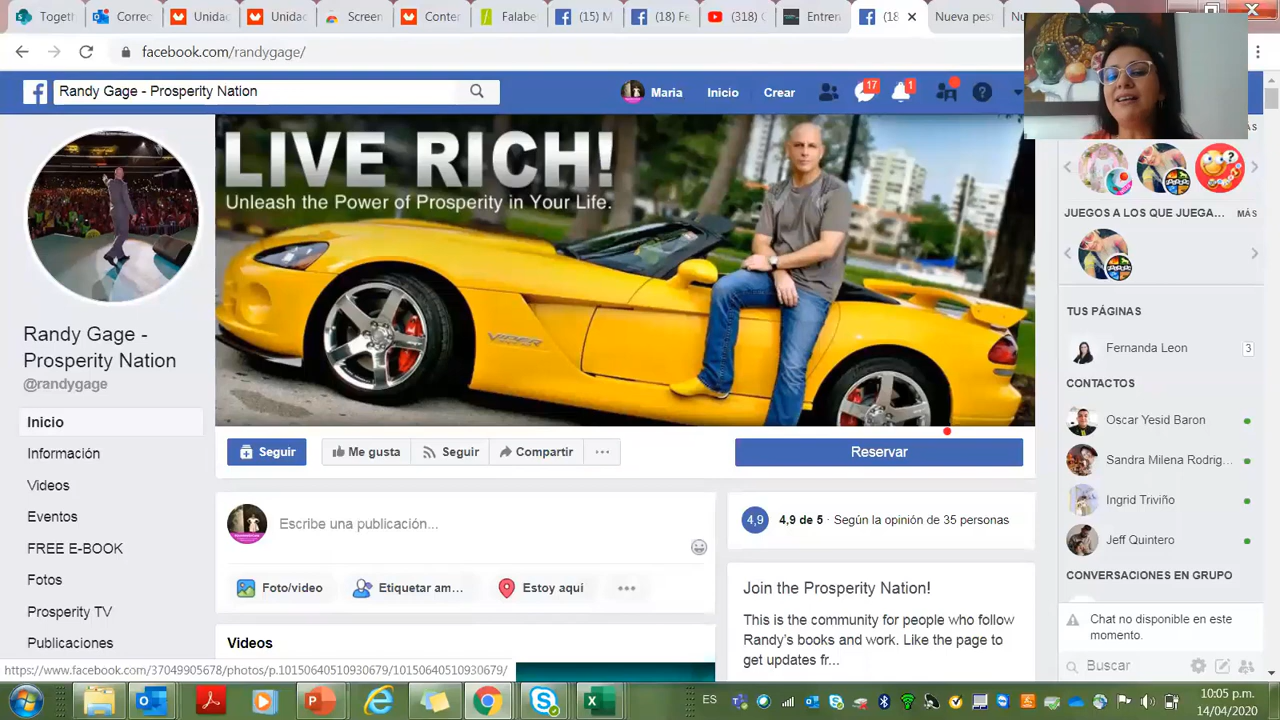 Togeth
Correc
Unidac
Unidac
Screen
Conter
Falabe
(15) M
(18) Fe
(318) (
Entren
(18
Nueva pes
Nu
facebook.com/randygage/
Randy Gage - Prosperity Nation
Maria
Inicio
Crear
17
1
LIVE RICH!
Unleash the Power of Prosperity in Your Life.
VIPER
Randy Gage -
Prosperity Nation
@randygage
Inicio
Información
Videos
Eventos
FREE E-BOOK
Fotos
Prosperity TV
Publicaciones
Seguir
Me gusta
Seguir
Compartir
Reservar
Escribe una publicación...
Foto/video
Etiquetar am...
Estoy aquí
Videos
4,9
4,9 de 5 · Según la opinión de 35 personas
Join the Prosperity Nation!
This is the community for people who follow
Randy's books and work. Like the page to
get updates fr...
AS
JUEGOS A LOS QUE JUEGA...
MÁS
TUS PÁGINAS
Fernanda Leon
3
CONTACTOS
Oscar Yesid Baron
Sandra Milena Rodrig...
Ingrid Triviño
Jeff Quintero
CONVERSACIONES EN GRUPO
Chat no disponible en este
momento.
Buscar
https://www.facebook.com/37049905678/photos/p.10150640510930679/10150640510930679/
ES
10:05 p.m.
14/04/2020